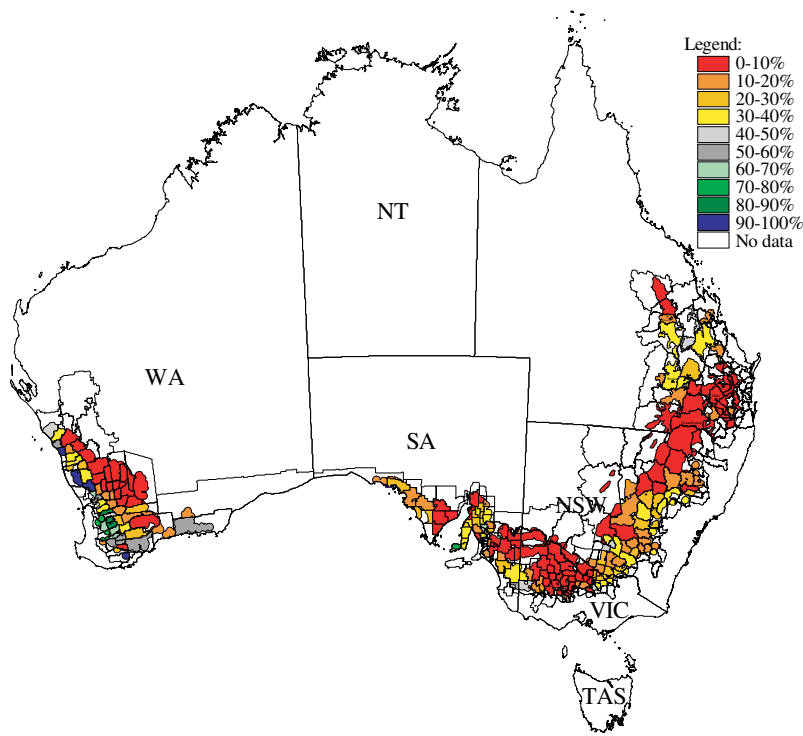 Legend:
0-10%
10-20%
20-30%
30-40%
40-50%
50-60%
60-70%
70-80%
80-90%
90-100%
No data
NT
WA
SA
NSW
VIC
TAS